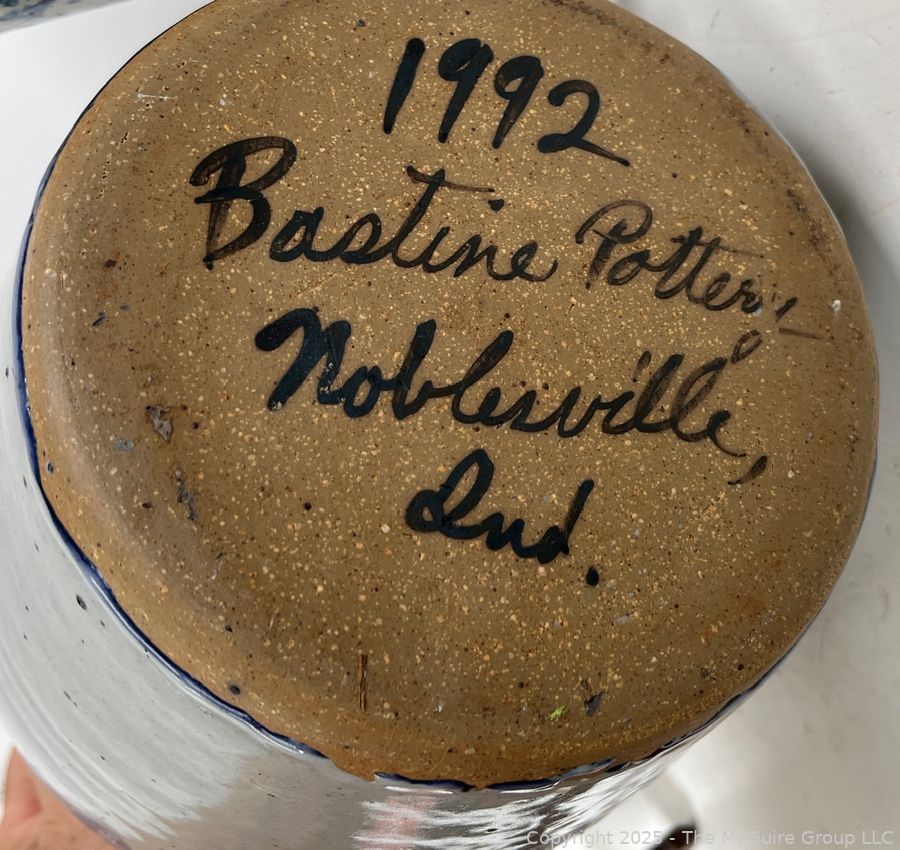 1992
Bastine Pottery
Noblesville,
Ind.
Copyright 2025 - The McGuire Group LLC